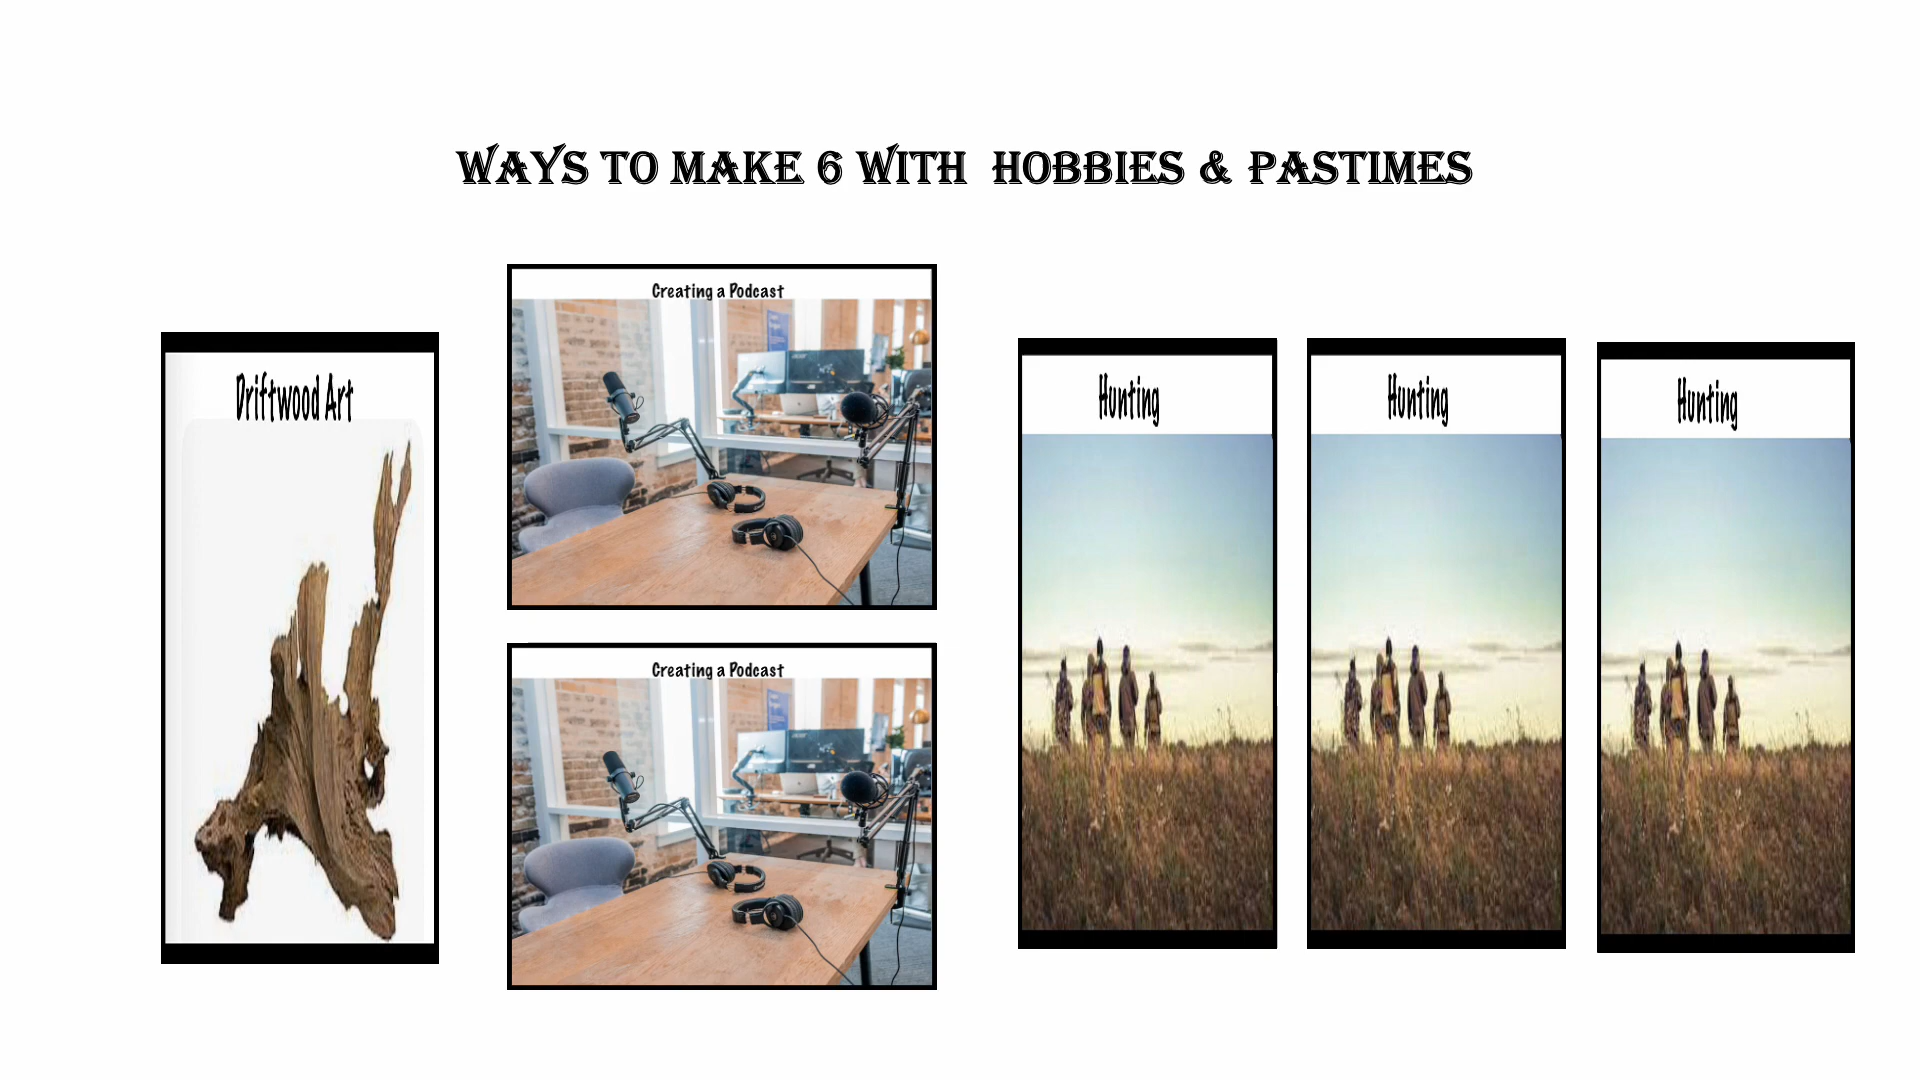 WAYS TO MAKE 6 WITH HOBBIES & PASTIMES
Driftwood Art
Creating a Podcast
Creating a Podcast
Hunting
Hunting
Hunting